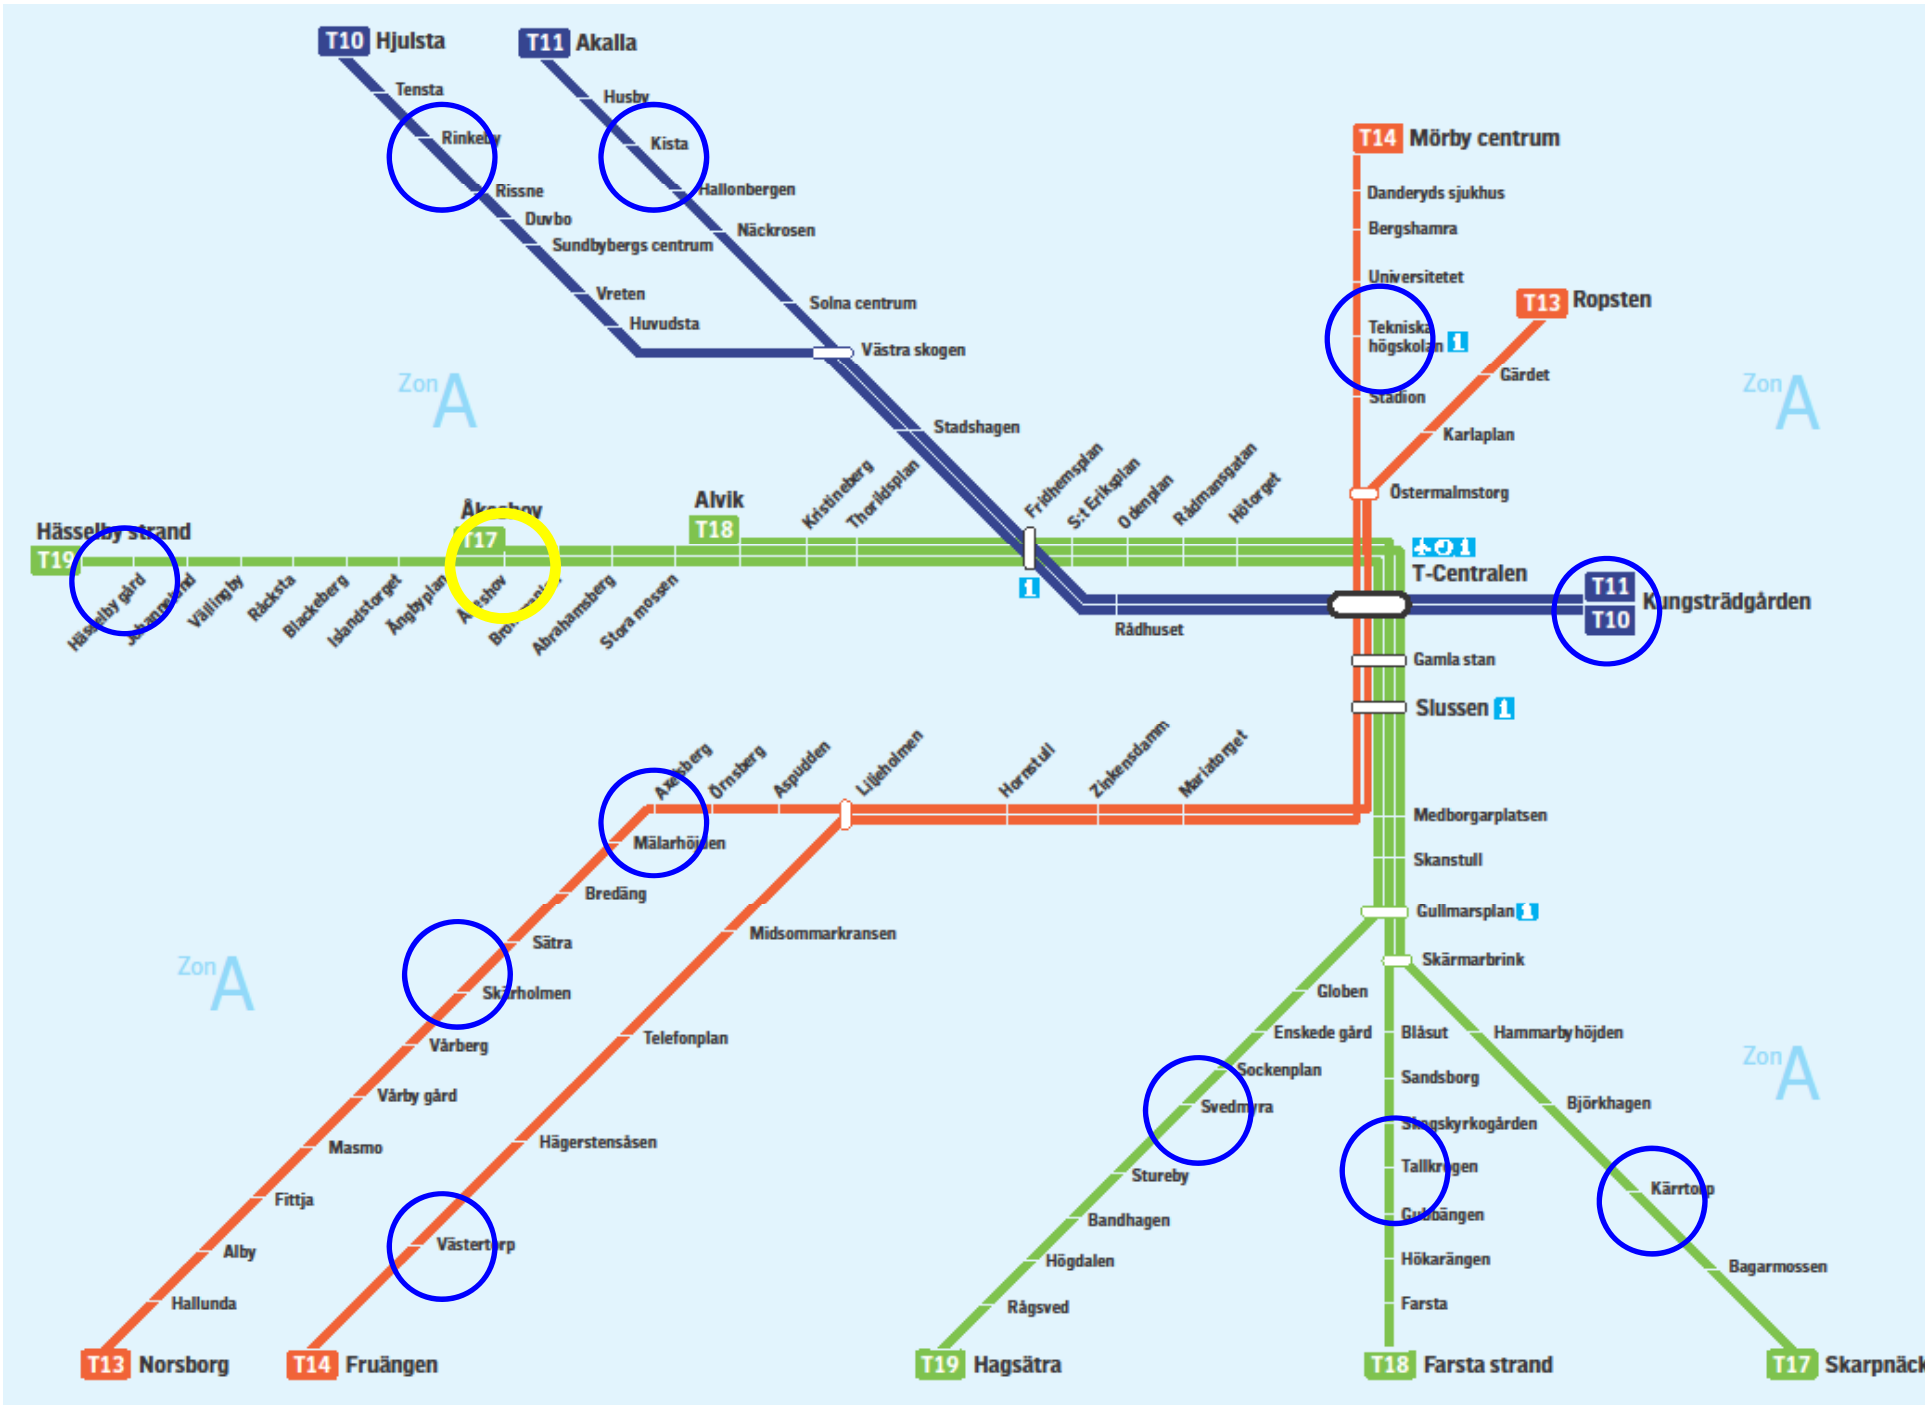 T10 Hjulsta
T11 Akalla
Tensta
Husby
Rinkeby
Kista
T14 Mörby centrum
Rissne
Hallonbergen
Danderyds sjukhus
Duvbo
Näckrosen
Bergshamra
Sundbybergs centrum
Universitetet
Vreten
Solna centrum
T13 Ropsten
Huvudsta
Tekniska
högskolan i
Västra skogen
Gärdet
Zon A
Zon A
Stadion
Stadshagen
Karlaplan
Kristineberg
Thorildsplan
Fridhemsplan
S:t Eriksplan
Odenplan
Rådmansgatan
Hötorget
Östermalmstorg
Alvik
T18
Åkeshov
T17
Hässelby strand
T19
i
T-Centralen
i
Hässelby gård
Johannelund
Vällingby
Råcksta
Blackeberg
Islandstorget
Ängbyplan
Åkeshov
Abrahamsberg
Stora mossen
T11
Kungsträdgården
T10
Rådhuset
Gamla stan
Slussen i
Axelsberg
Örnsberg
Aspudden
Liljeholmen
Hornstull
Zinkensdamm
Mariatorget
Mälarhöjden
Medborgarplatsen
Skanstull
Bredäng
Gullmarsplan i
Midsommarkransen
Sätra
Skärmarbrink
Zon A
Skärholmen
Globen
Vårberg
Telefonplan
Enskede gård
Blåsut
Hammarbyhöjden
Sockenplan
Sandsborg
Zon A
Vårby gård
Svedmyra
Björkhagen
Skogskyrkogården
Masmo
Hägerstensåsen
Stureby
Tallkrogen
Kärrtorp
Fittja
Bandhagen
Gubbängen
Alby
Västertorp
Högdalen
Hökarängen
Bagarmossen
Hallunda
Rågsved
Farsta
T13 Norsborg
T14 Fruängen
T19 Hagsätra
T18 Farsta strand
T17 Skarpnäck